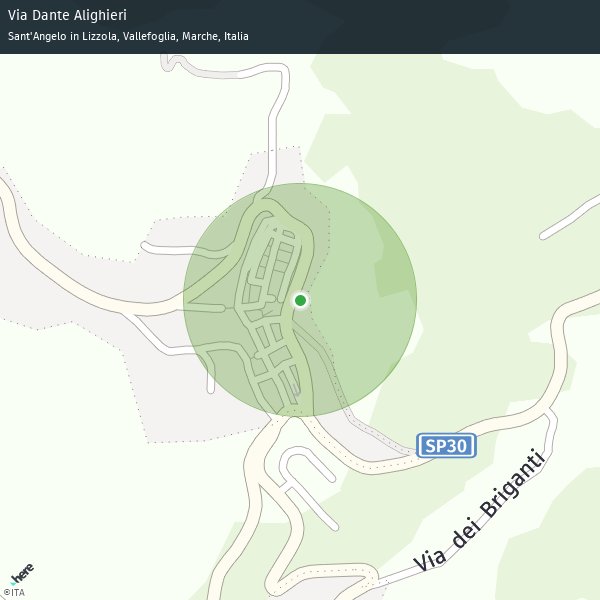 Via Dante Alighieri
Sant'Angelo in Lizzola, Vallefoglia, Marche, Italia
SP30
Via dei Briganti
here
©ITA